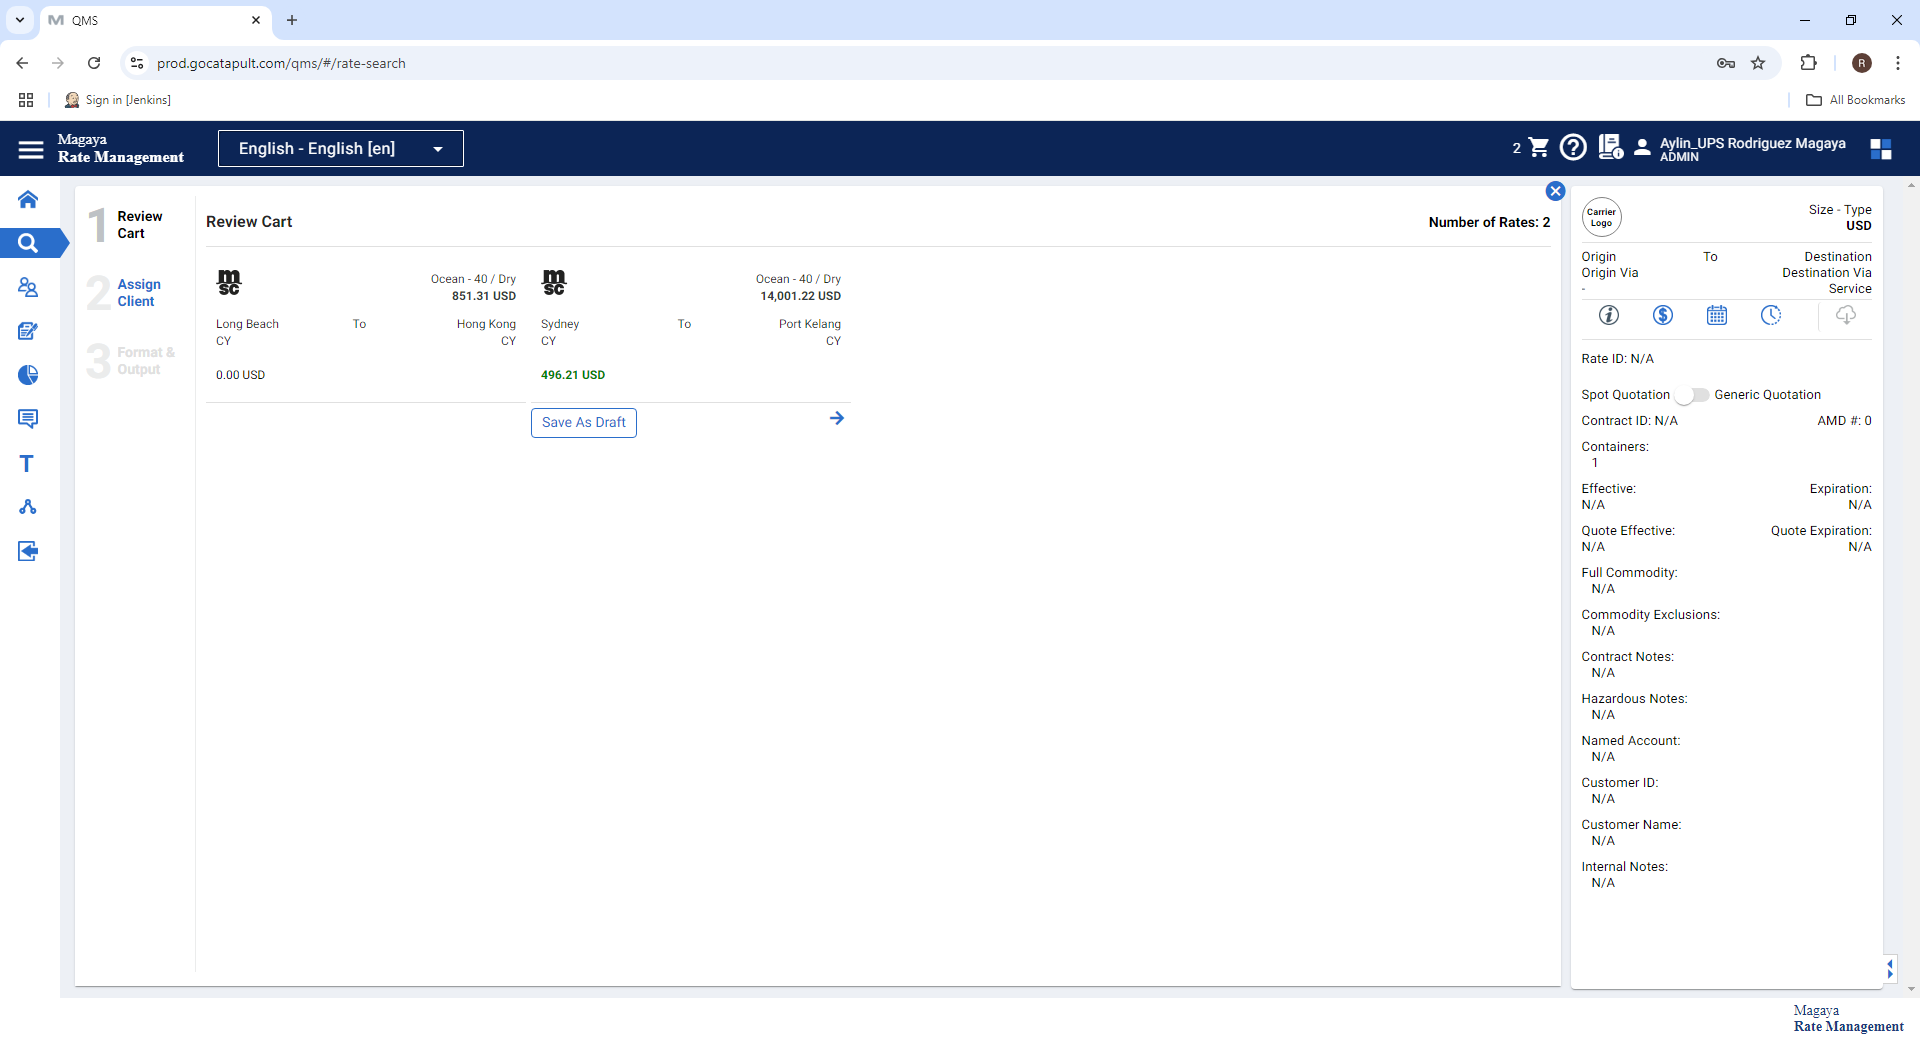 QMS
prod.gocatapult.com/qms/#/rate-search
R
Sign in [Jenkins]
All Bookmarks
Magaya
Rate Management
English - English [en]
2
Aylin_UPS Rodriguez Magaya
ADMIN
1 Review Cart
2 Assign Client
3 Format & Output
Review Cart
Number of Rates: 2
msc
Ocean - 40 / Dry
851.31 USD
Long Beach To Hong Kong
CY CY
0.00 USD
msc
Ocean - 40 / Dry
14,001.22 USD
Sydney To Port Kelang
CY CY
496.21 USD
Save As Draft
Carrier Logo
Size - Type
USD
Origin To Destination
Origin Via Destination Via
- Service
Rate ID: N/A
Spot Quotation Generic Quotation
Contract ID: N/A AMD #: 0
Containers:
1
Effective: Expiration:
N/A N/A
Quote Effective: Quote Expiration:
N/A N/A
Full Commodity:
N/A
Commodity Exclusions:
N/A
Contract Notes:
N/A
Hazardous Notes:
N/A
Named Account:
N/A
Customer ID:
N/A
Customer Name:
N/A
Internal Notes:
N/A
Magaya
Rate Management